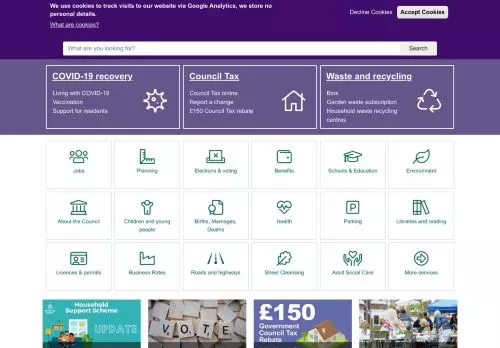 We use cookies to track visits to our website via Google Analytics, we store no
personal details.
What are cookies?
Decline Cookies
Accept Cookies
What are you looking for?
Search
COVID-19 recovery
Living with COVID-19
Vaccination
Support for residents
Council Tax
Council Tax online
Report a change
£150 Council Tax rebate
Waste and recycling
Bins
Garden waste subscription
Household waste recycling
centres
Jobs
Planning
Elections & voting
Benefits
Schools & Education
Environment
About the Council
Children and young
people
Births, Marriages,
Deaths
Health
Parking
Libraries and reading
Licences & permits
Business Rates
Roads and highways
Street Cleansing
Adult Social Care
More services
Household
Support Scheme
UPDATE
VOTE
£150
Government
Council Tax
Rebate